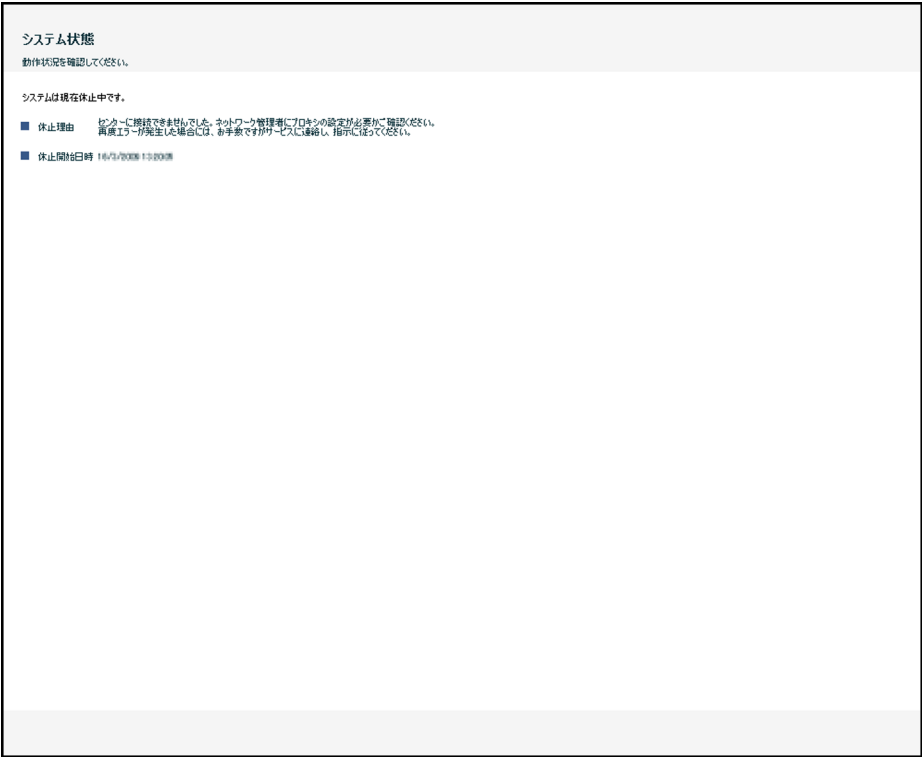 システム状態
動作状況を確認してください。
システムは現在休止中です。
休止理由 センターに接続できませんでした。ネットワーク管理者にプロキシの設定が必要かご確認ください。
再度エラーが発生した場合には、お手数ですがサービスに連絡し、指示に従ってください。
休止開始日時